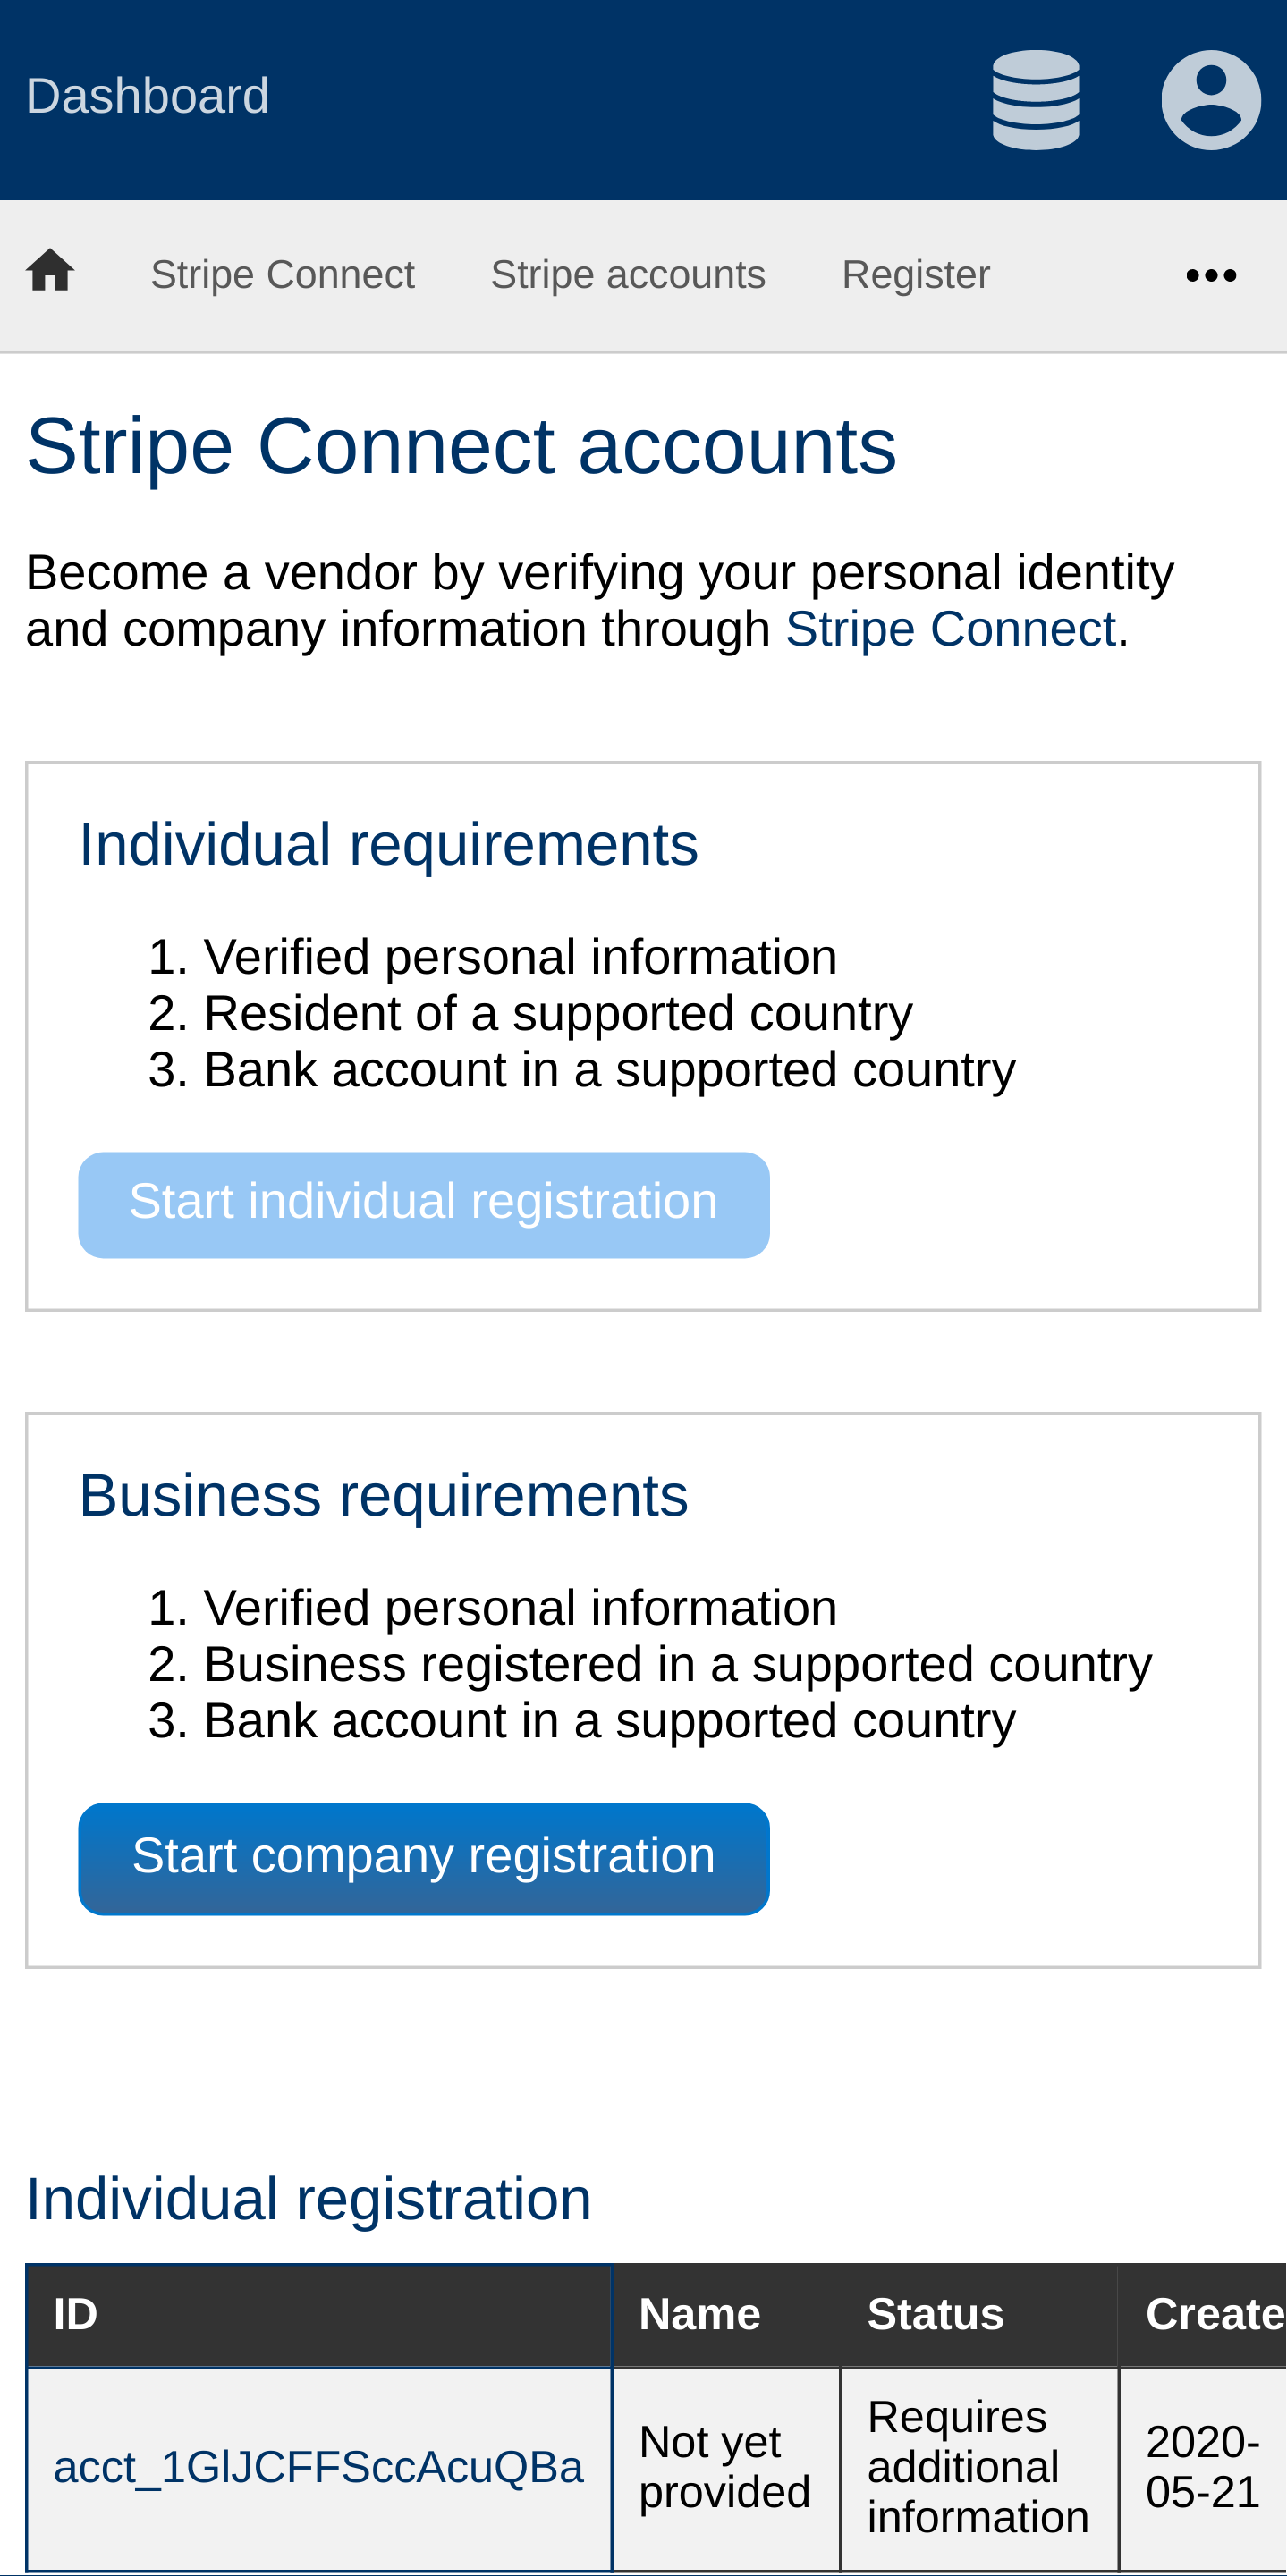 Dashboard
Stripe Connect Stripe accounts Register
Stripe Connect accounts
Become a vendor by verifying your personal identity
and company information through Stripe Connect.
Individual requirements
1. Verified personal information
2. Resident of a supported country
3. Bank account in a supported country
Start individual registration
Business requirements
1. Verified personal information
2. Business registered in a supported country
3. Bank account in a supported country
Start company registration
Individual registration
ID Name Status Create
acct_1GlJCFFSccAcuQBa
Not yet
provided
Requires
additional
information
2020-
05-21